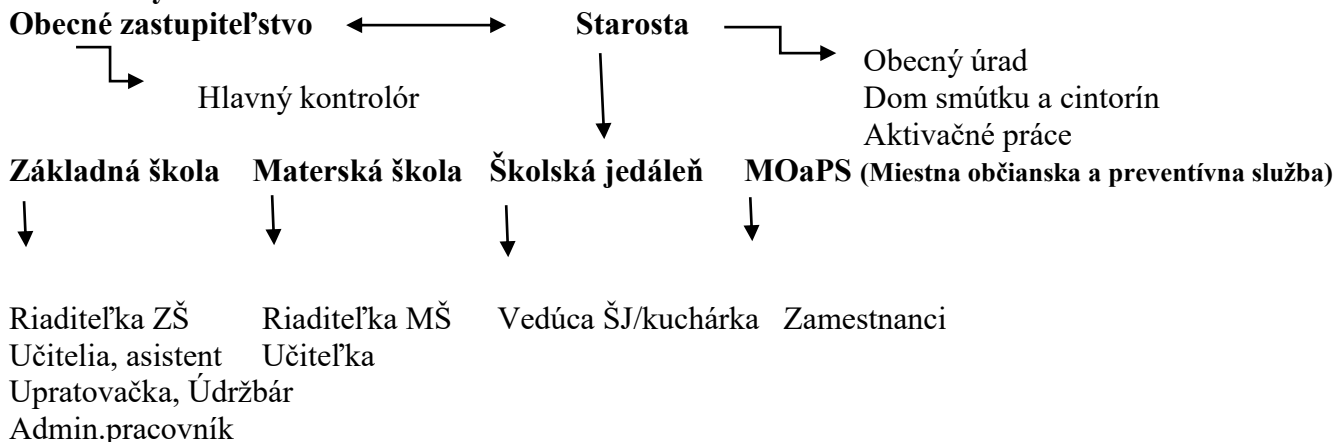 Obecné zastupiteľstvo Starosta
Obecný úrad
Hlavný kontrolór
Dom smútku a cintorín
Aktivačné práce
Základná škola Materská škola Školská jedáleň MOaPS (Miestna občianska a preventívna služba)
Riaditeľka ZŠ Riaditeľka MŠ Vedúca ŠJ/kuchárka Zamestnanci
Učitelia, asistent Učiteľka
Upratovačka, Údržbár
Admin.pracovník